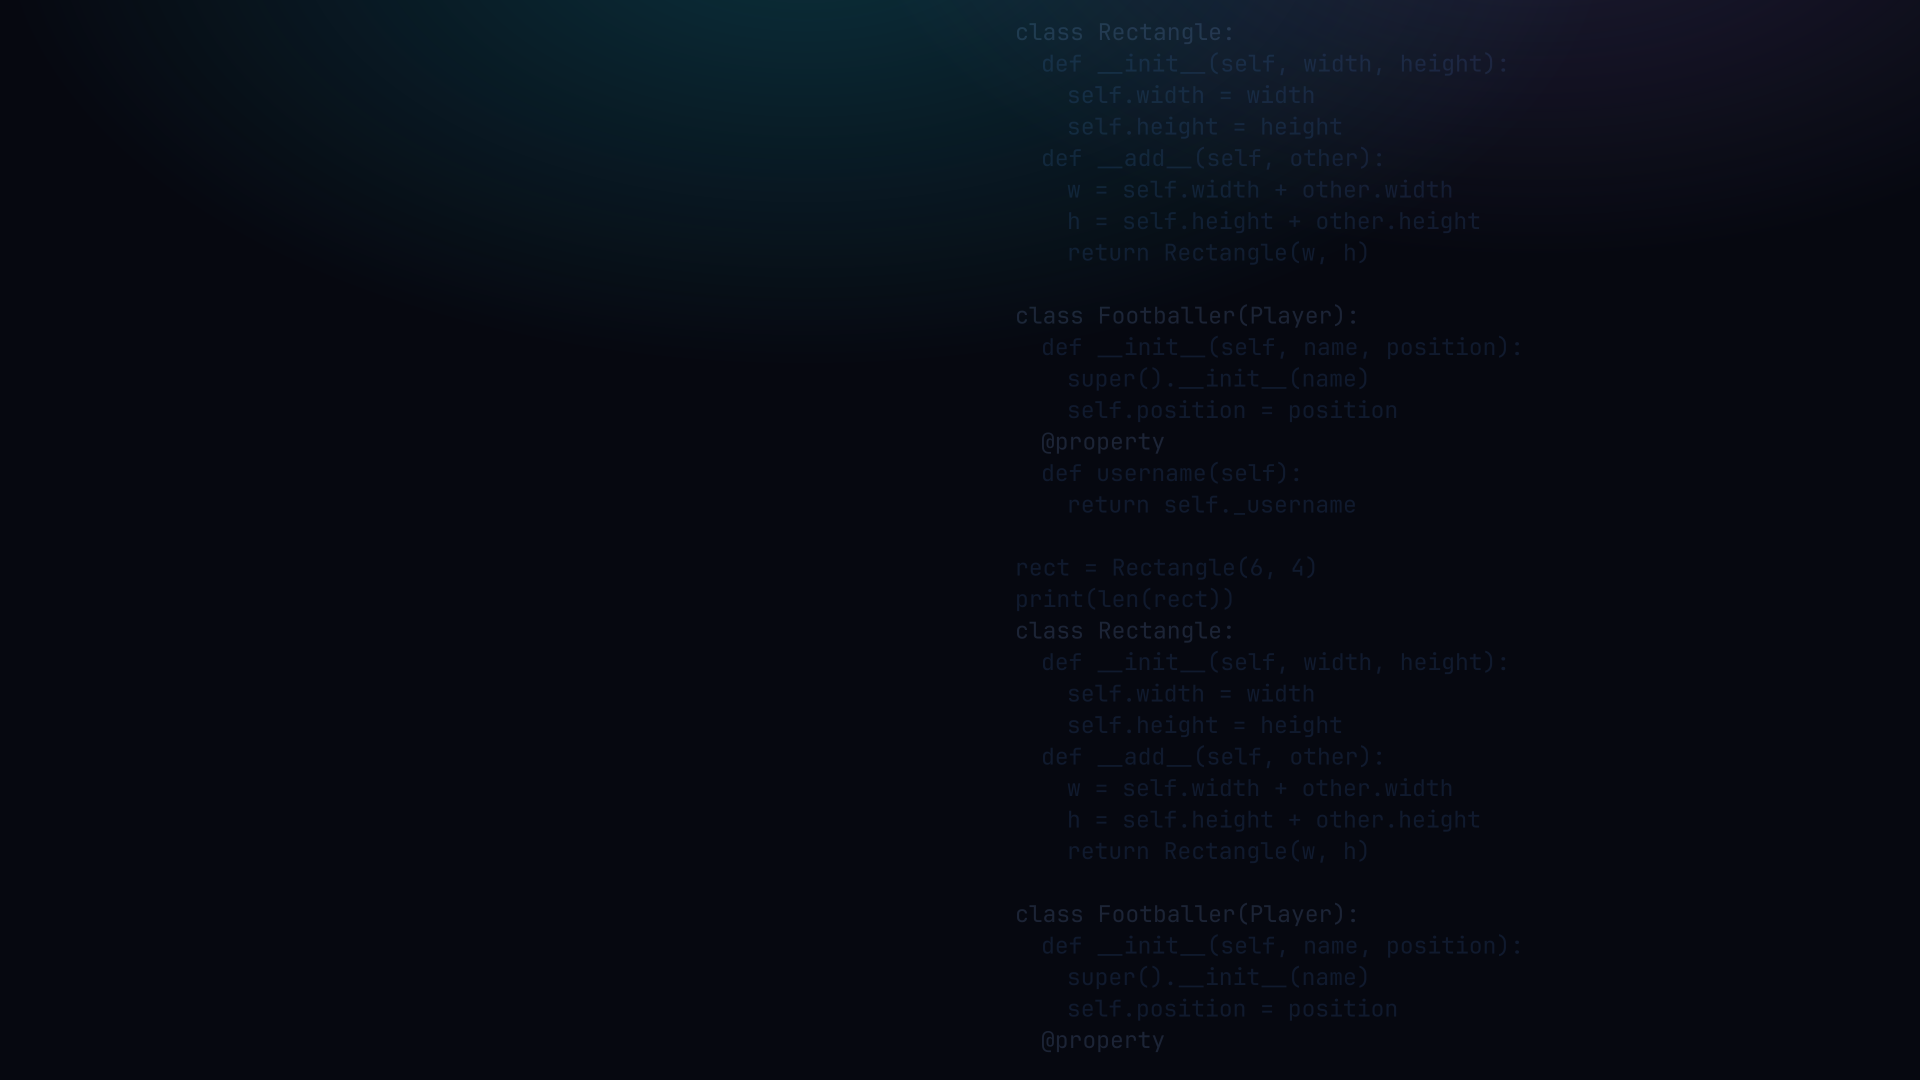 class Rectangle:
  def __init__(self, width, height):
    self.width = width
    self.height = height
  def __add__(self, other):
    w = self.width + other.width
    h = self.height + other.height
    return Rectangle(w, h)

class Footballer(Player):
  def __init__(self, name, position):
    super().__init__(name)
    self.position = position
  @property
  def username(self):
    return self._username

rect = Rectangle(6, 4)
print(len(rect))
class Rectangle:
  def __init__(self, width, height):
    self.width = width
    self.height = height
  def __add__(self, other):
    w = self.width + other.width
    h = self.height + other.height
    return Rectangle(w, h)

class Footballer(Player):
  def __init__(self, name, position):
    super().__init__(name)
    self.position = position
  @property